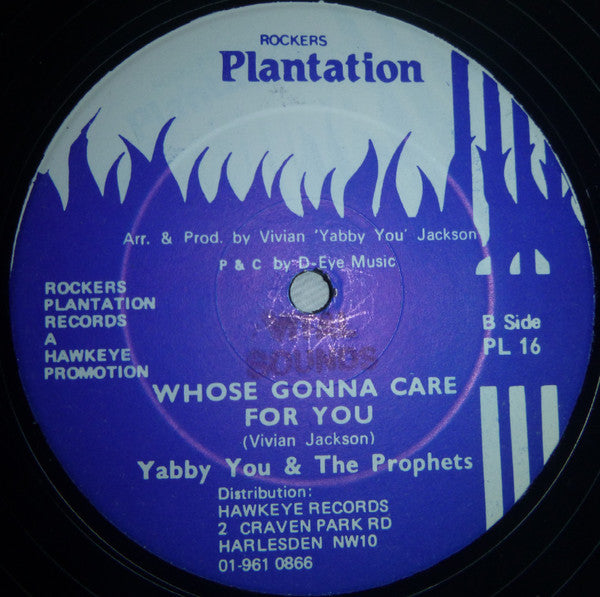 ROCKERS
Plantation
Arr. & Prod. by Vivian 'Yabby You' Jackson
P & C by D-Eye Music
ROCKERS
PLANTATION
RECORDS
A
HAWKEYE
PROMOTION
B Side
PL 16
SOUNDS
WHOSE GONNA CARE
FOR YOU
(Vivian Jackson)
Yabby You & The Prophets
Distribution:
HAWKEYE RECORDS
2 CRAVEN PARK RD
HARLESDEN NW10
01-961 0866